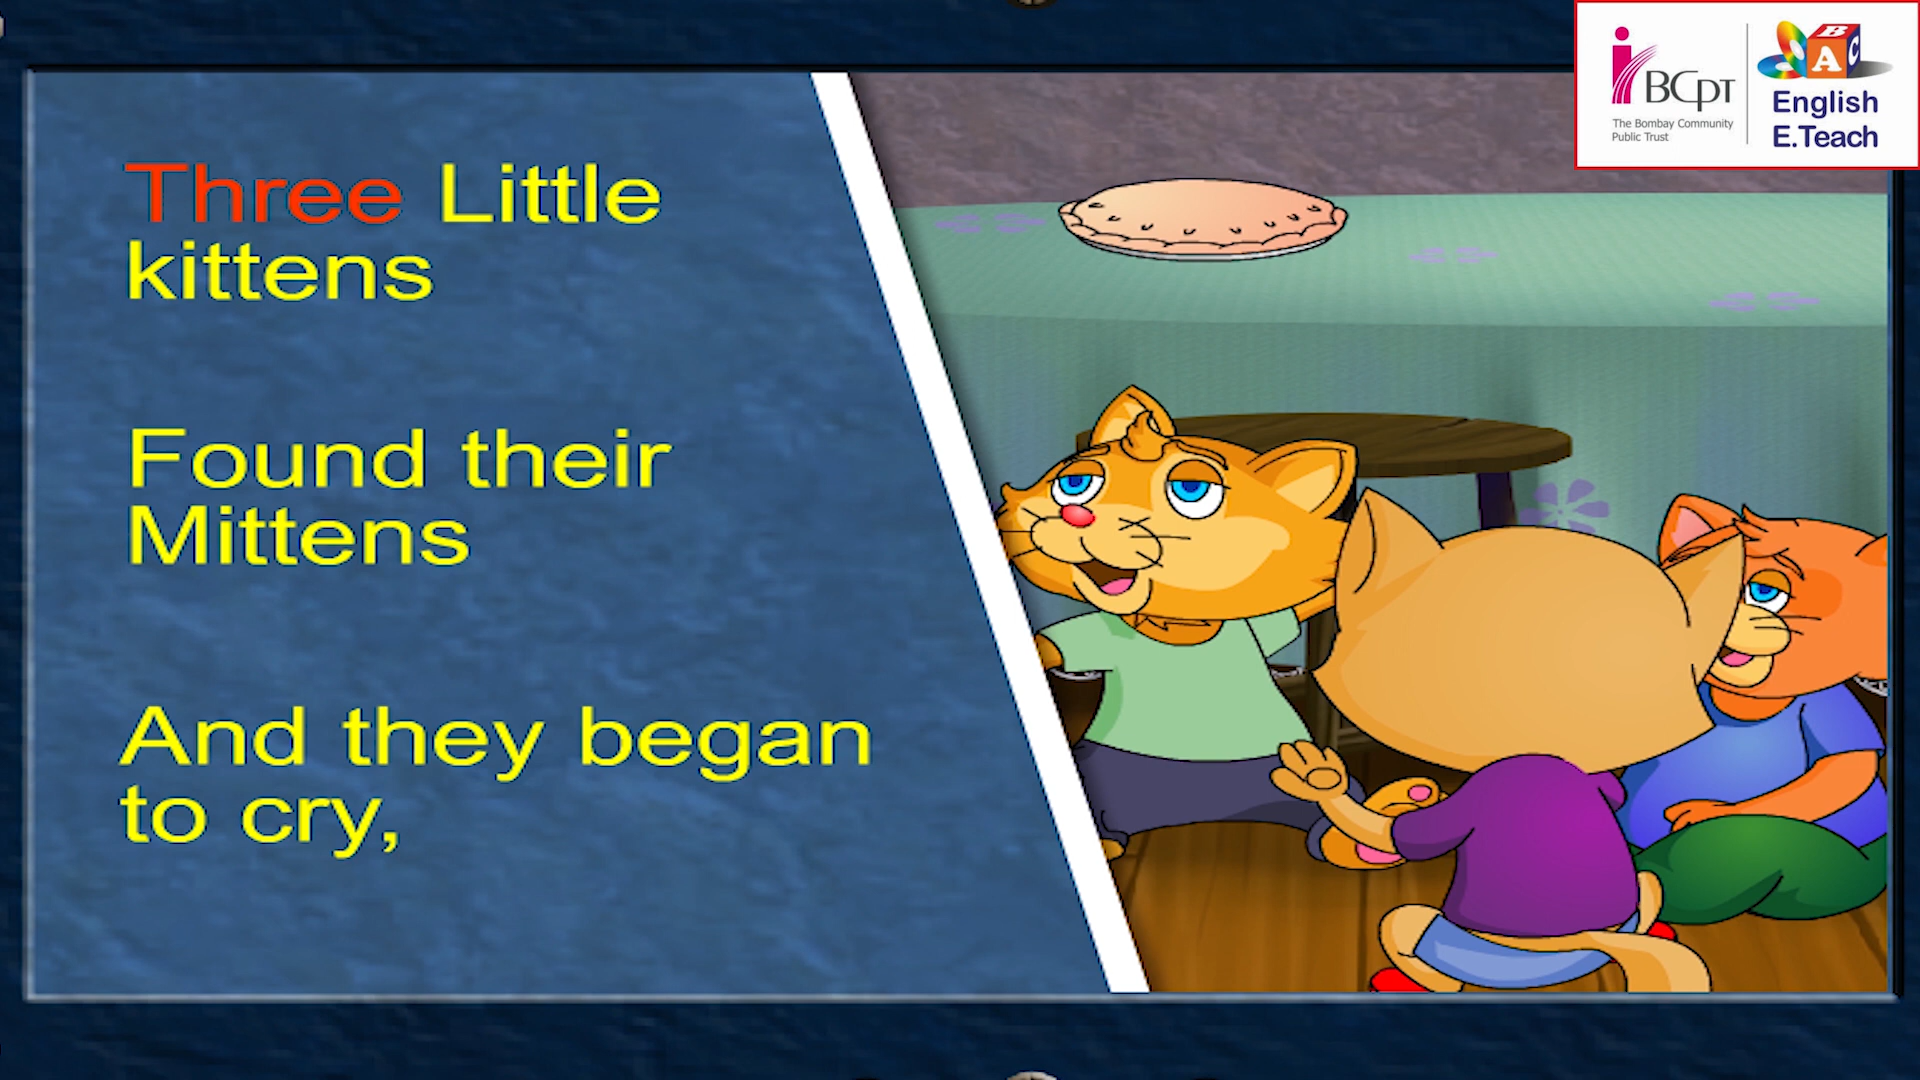 Three Little
kittens
Found their
Mittens
And they began
to cry,
BCPT
The Bombay Community
Public Trust
ABC
English
E.Teach